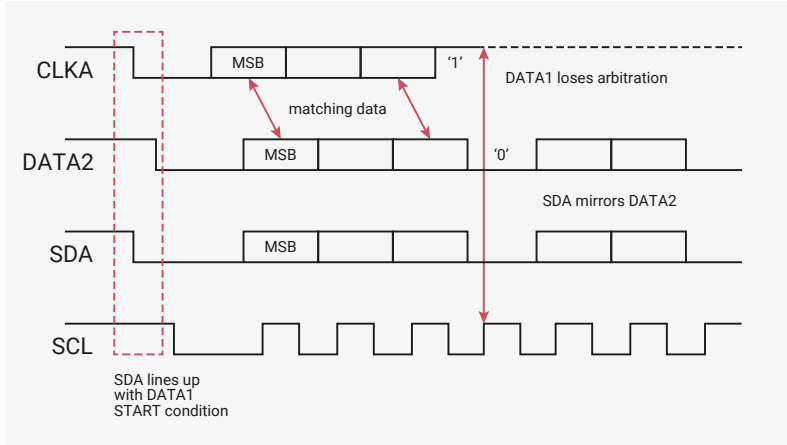 CLKA
MSB
‘1’
DATA1 loses arbitration
matching data
DATA2
MSB
‘0’
SDA mirrors DATA2
SDA
MSB
SCL
SDA lines up
with DATA1
START condition